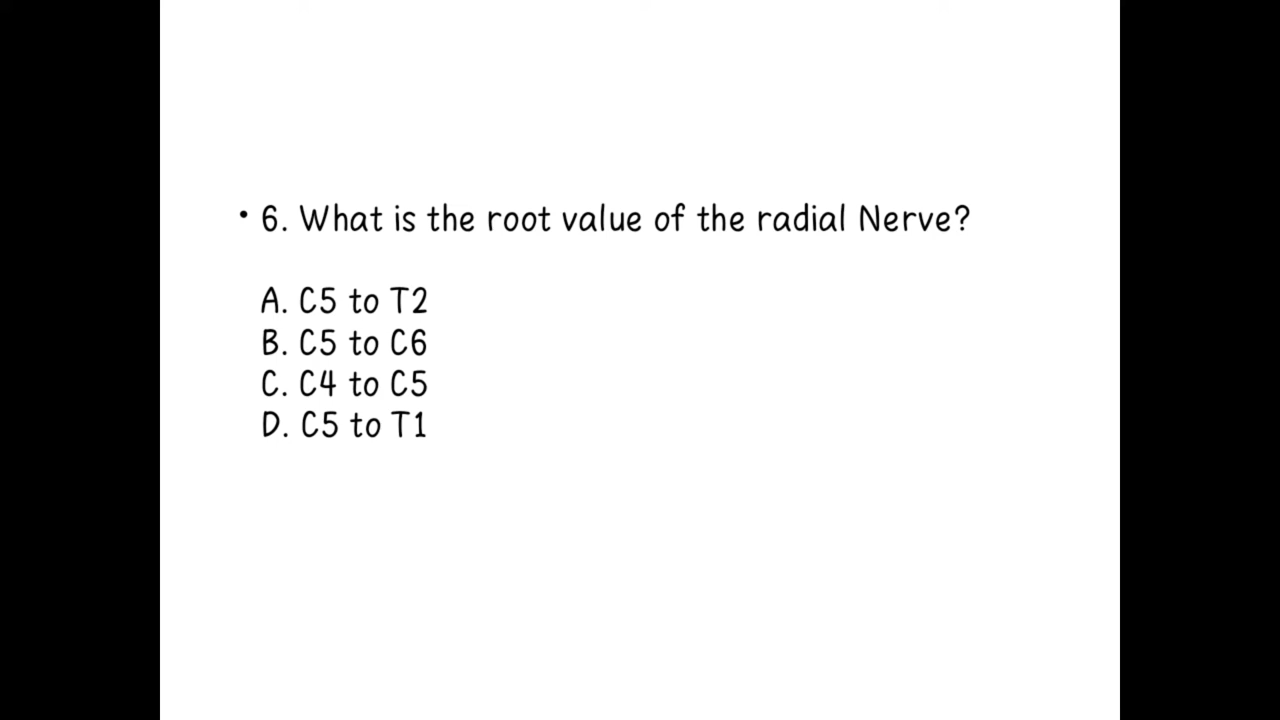 • 6. What is the root value of the radial Nerve?
A. C5 to T2
B. C5 to C6
C. C4 to C5
D. C5 to T1